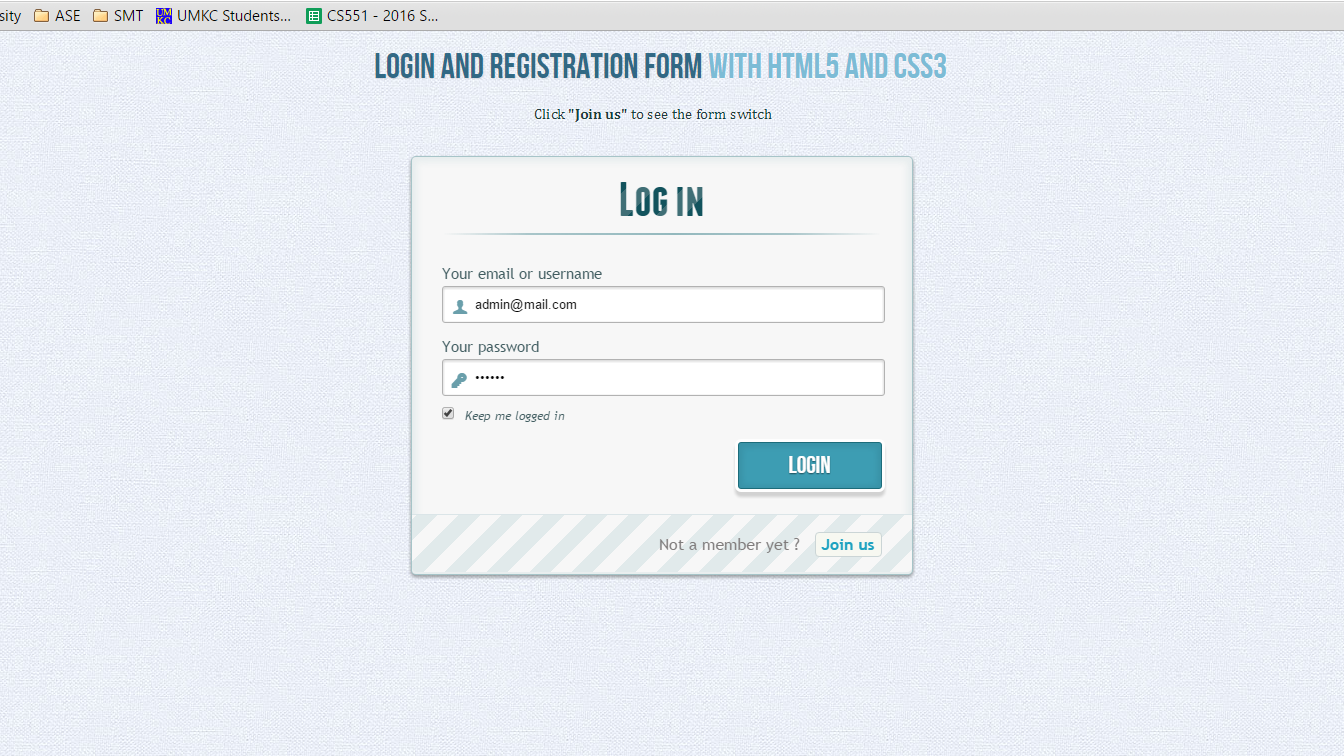 sity ASE SMT UMKC UMKC Students... CS551 - 2016 S...
LOGIN AND REGISTRATION FORM WITH HTML5 AND CSS3
Click "Join us" to see the form switch
Log in
Your email or username
admin@mail.com
Your password
••••••
Keep me logged in
LOGIN
Not a member yet ? Join us